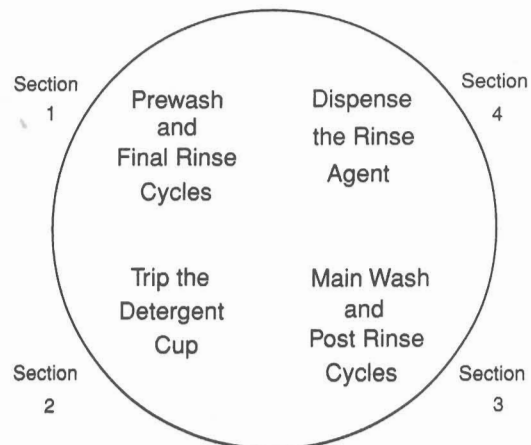 Section
1
Prewash
and
Final Rinse
Cycles
Dispense
the Rinse
Agent
Section
4
Section
2
Trip the
Detergent
Cup
Main Wash
and
Post Rinse
Cycles
Section
3